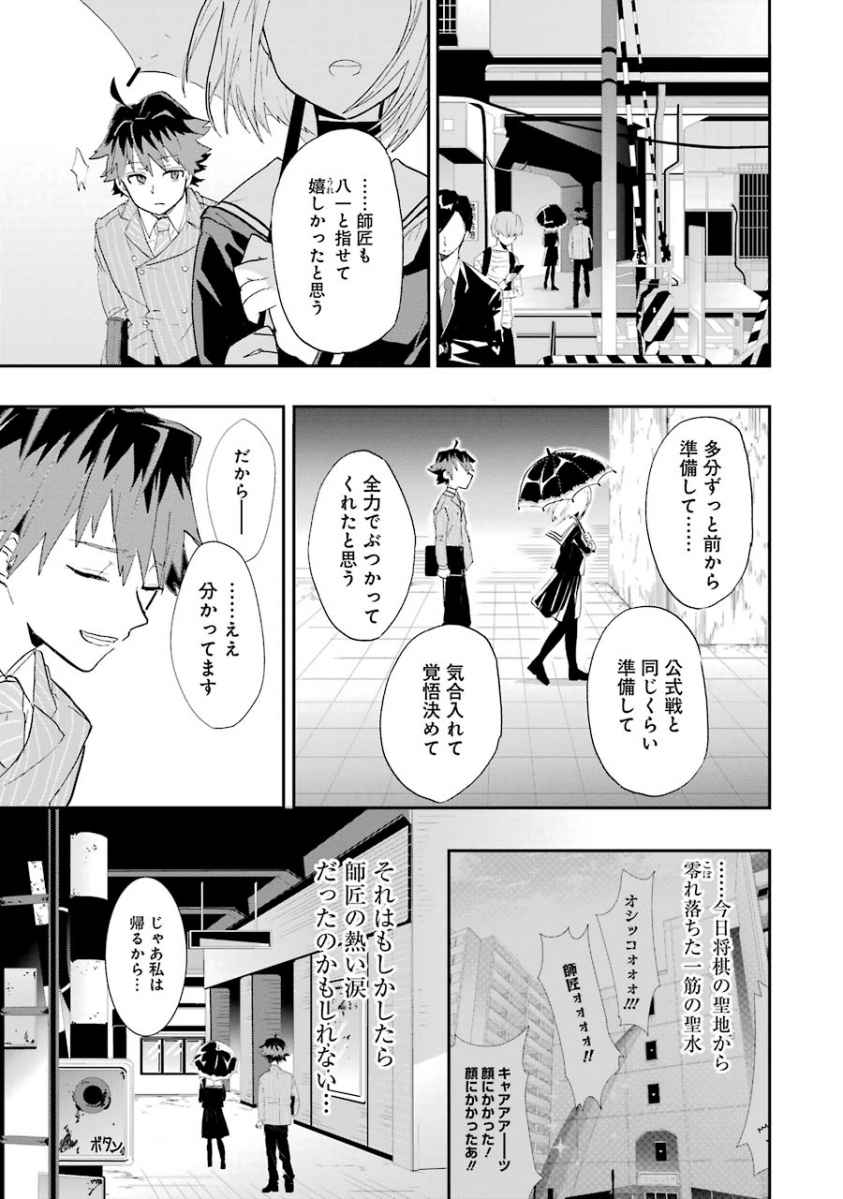 ……師匠も
八一と指せて
嬉しかったと思う
うれ
多分ずっと前から
準備して……
公式戦と
同じくらい
準備して
気合入れて
覚悟決めて
全力でぶつかって
くれたと思う
だから――
……ええ
分かってます
……今日将棋の聖地から
零れ落ちた一筋の聖水
こぼ
オシッコォォォ!!!
師匠ォォォォ!!
キャアアア――ッ
顔にかかった!
顔にかかったあ!!
それはもしかしたら
師匠の熱い涙
だったのかもしれない…
じゃあ私は
帰るから…
ボタン